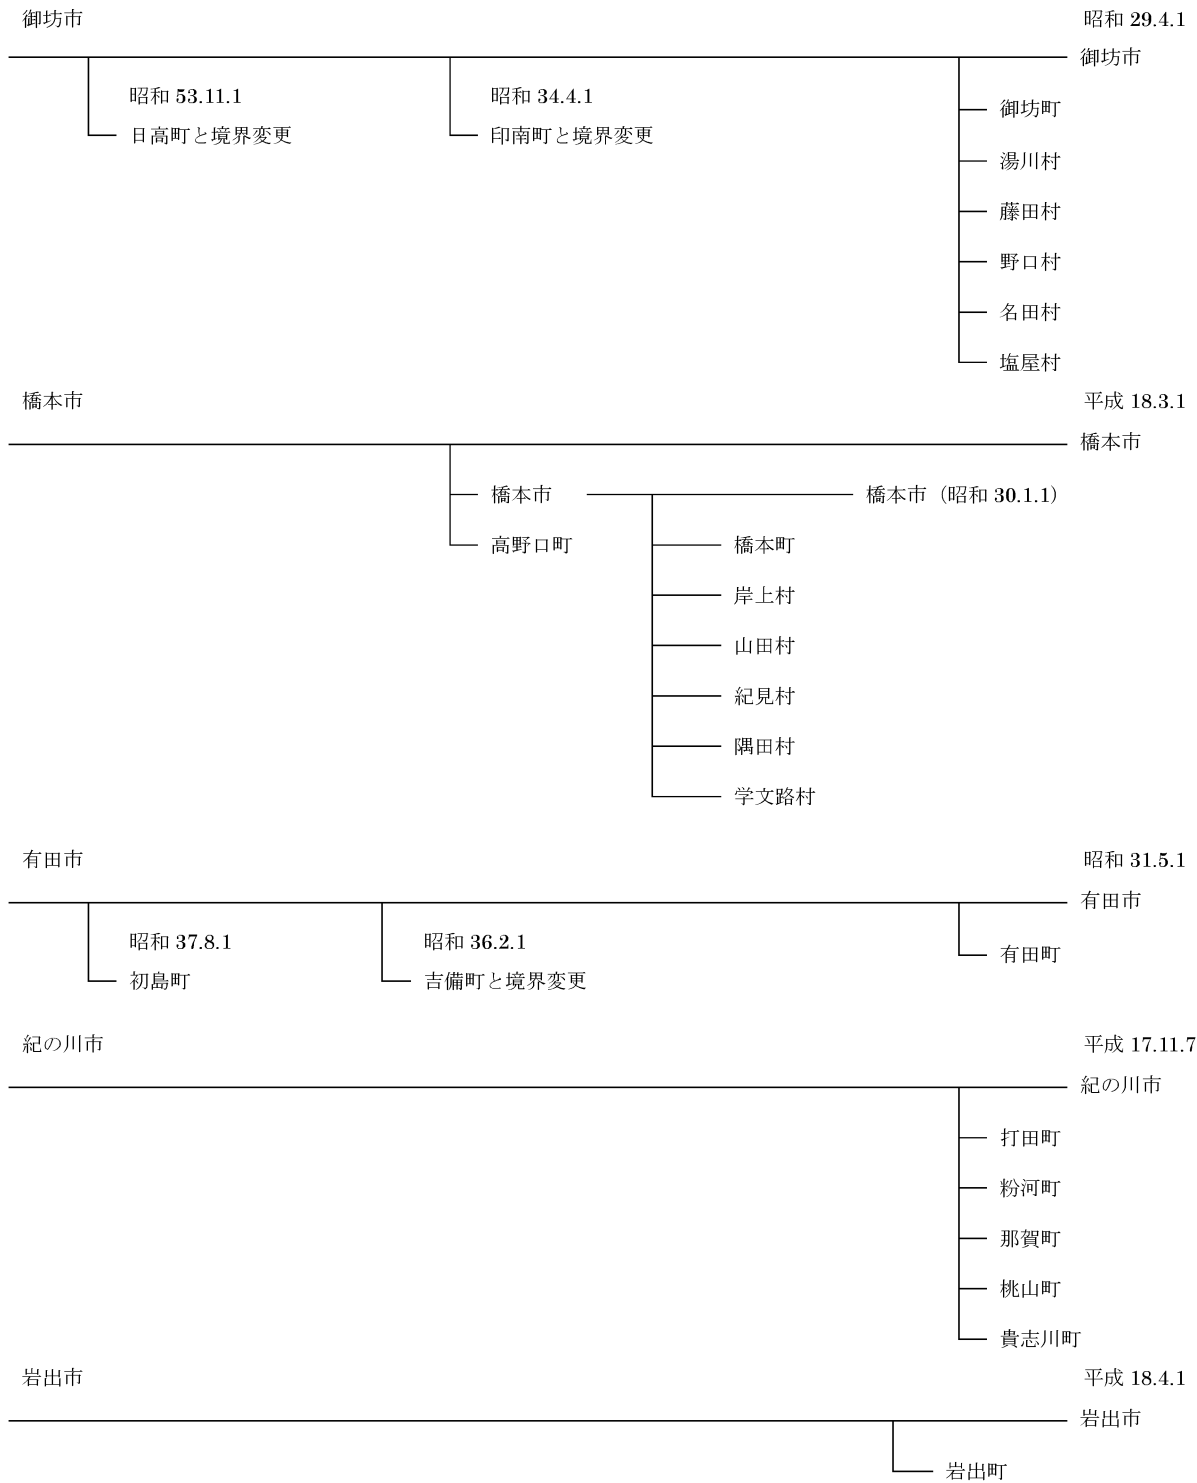 御坊市
昭和 29.4.1
御坊市
昭和 53.11.1
日高町と境界変更
昭和 34.4.1
印南町と境界変更
御坊町
湯川村
藤田村
野口村
名田村
塩屋村
橋本市
平成 18.3.1
橋本市
橋本市
橋本市（昭和 30.1.1）
高野口町
橋本町
岸上村
山田村
紀見村
隅田村
学文路村
有田市
昭和 31.5.1
有田市
昭和 37.8.1
初島町
昭和 36.2.1
吉備町と境界変更
有田町
紀の川市
平成 17.11.7
紀の川市
打田町
粉河町
那賀町
桃山町
貴志川町
岩出市
平成 18.4.1
岩出市
岩出町